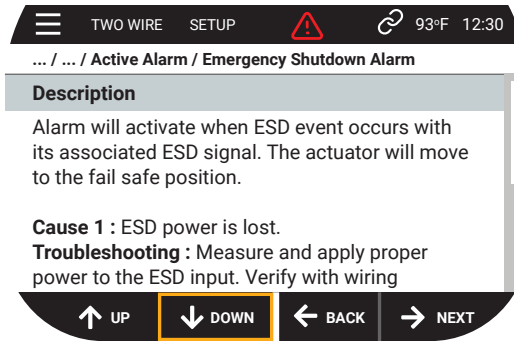 TWO WIRE SETUP 93°F 12:30
... / ... / Active Alarm / Emergency Shutdown Alarm
Description
Alarm will activate when ESD event occurs with
its associated ESD signal. The actuator will move
to the fail safe position.
Cause 1 : ESD power is lost.
Troubleshooting : Measure and apply proper
power to the ESD input. Verify with wiring
UP DOWN BACK NEXT